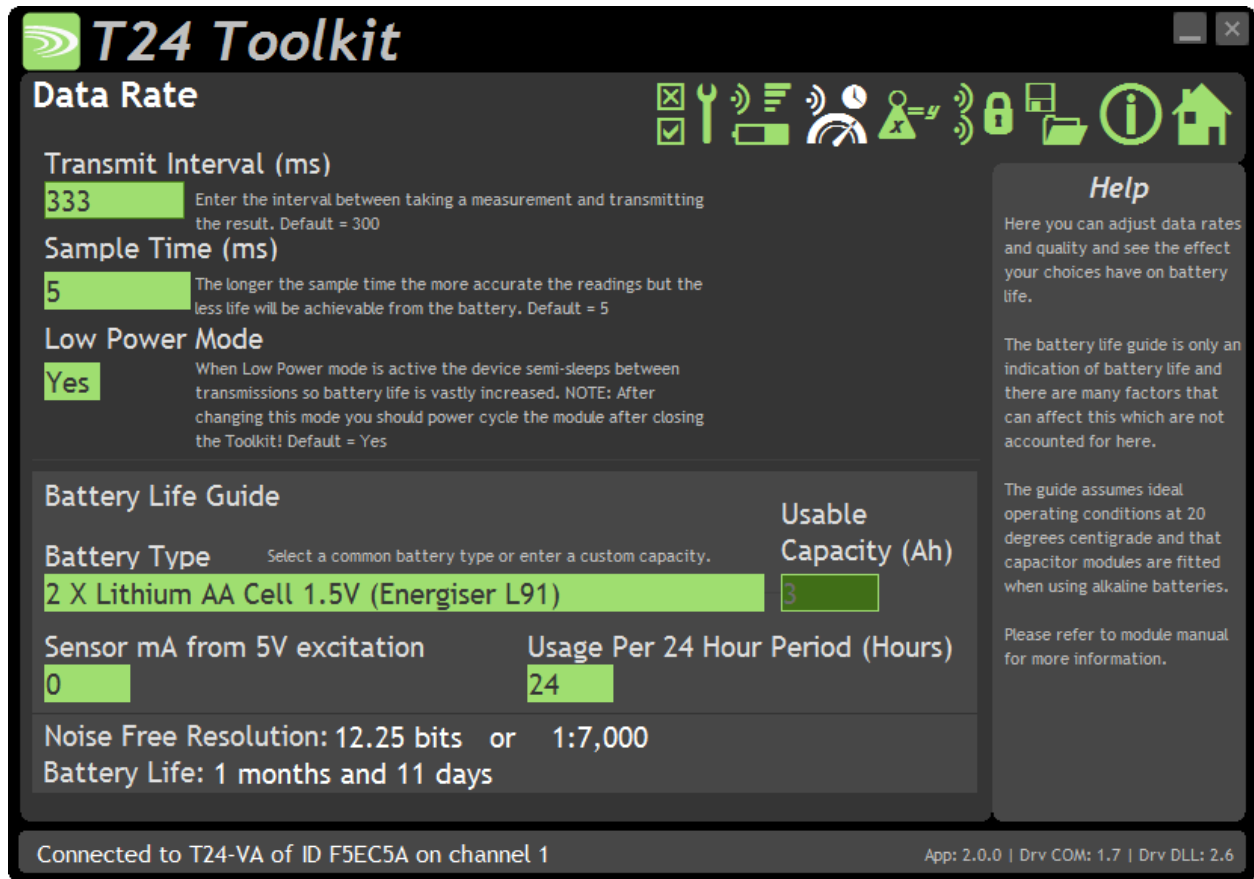 T24 Toolkit
Data Rate
x=y
Transmit Interval (ms)
333
Enter the interval between taking a measurement and transmitting
the result. Default = 300
Sample Time (ms)
5
The longer the sample time the more accurate the readings but the
less life will be achievable from the battery. Default = 5
Low Power Mode
Yes
When Low Power mode is active the device semi-sleeps between
transmissions so battery life is vastly increased. NOTE: After
changing this mode you should power cycle the module after closing
the Toolkit! Default = Yes
Battery Life Guide
Battery Type
Select a common battery type or enter a custom capacity.
2 X Lithium AA Cell 1.5V (Energiser L91)
Usable
Capacity (Ah)
3
Sensor mA from 5V excitation
0
Usage Per 24 Hour Period (Hours)
24
Noise Free Resolution: 12.25 bits or 1:7,000
Battery Life: 1 months and 11 days
Help
Here you can adjust data rates
and quality and see the effect
your choices have on battery
life.
The battery life guide is only an
indication of battery life and
there are many factors that
can affect this which are not
accounted for here.
The guide assumes ideal
operating conditions at 20
degrees centigrade and that
capacitor modules are fitted
when using alkaline batteries.
Please refer to module manual
for more information.
Connected to T24-VA of ID F5EC5A on channel 1
App: 2.0.0 | Drv COM: 1.7 | Drv DLL: 2.6